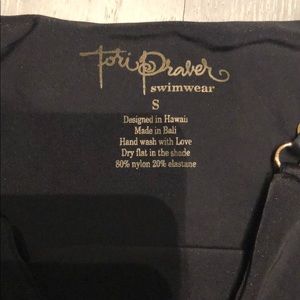 Tori Praver
swimwear
S
Designed in Hawaii
Made in Bali
Hand wash with Love
Dry flat in the shade
80% nylon 20% elastane